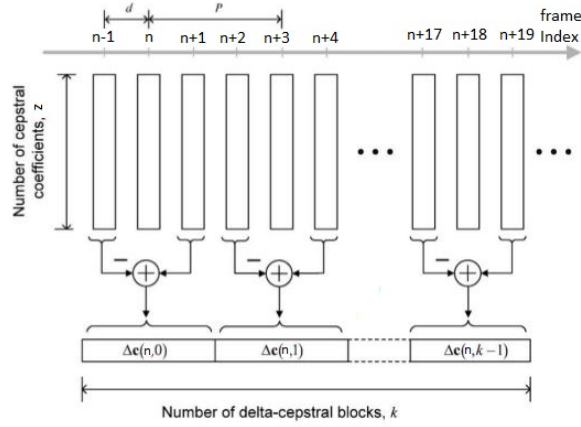 d P
n-1 n n+1 n+2 n+3 n+4 n+17 n+18 n+19 frame Index
Number of cepstral
coefficients, z
• • • • • •
− + − + − +
Δc(n,0) Δc(n,1) Δc(n,k−1)
Number of delta-cepstral blocks, k